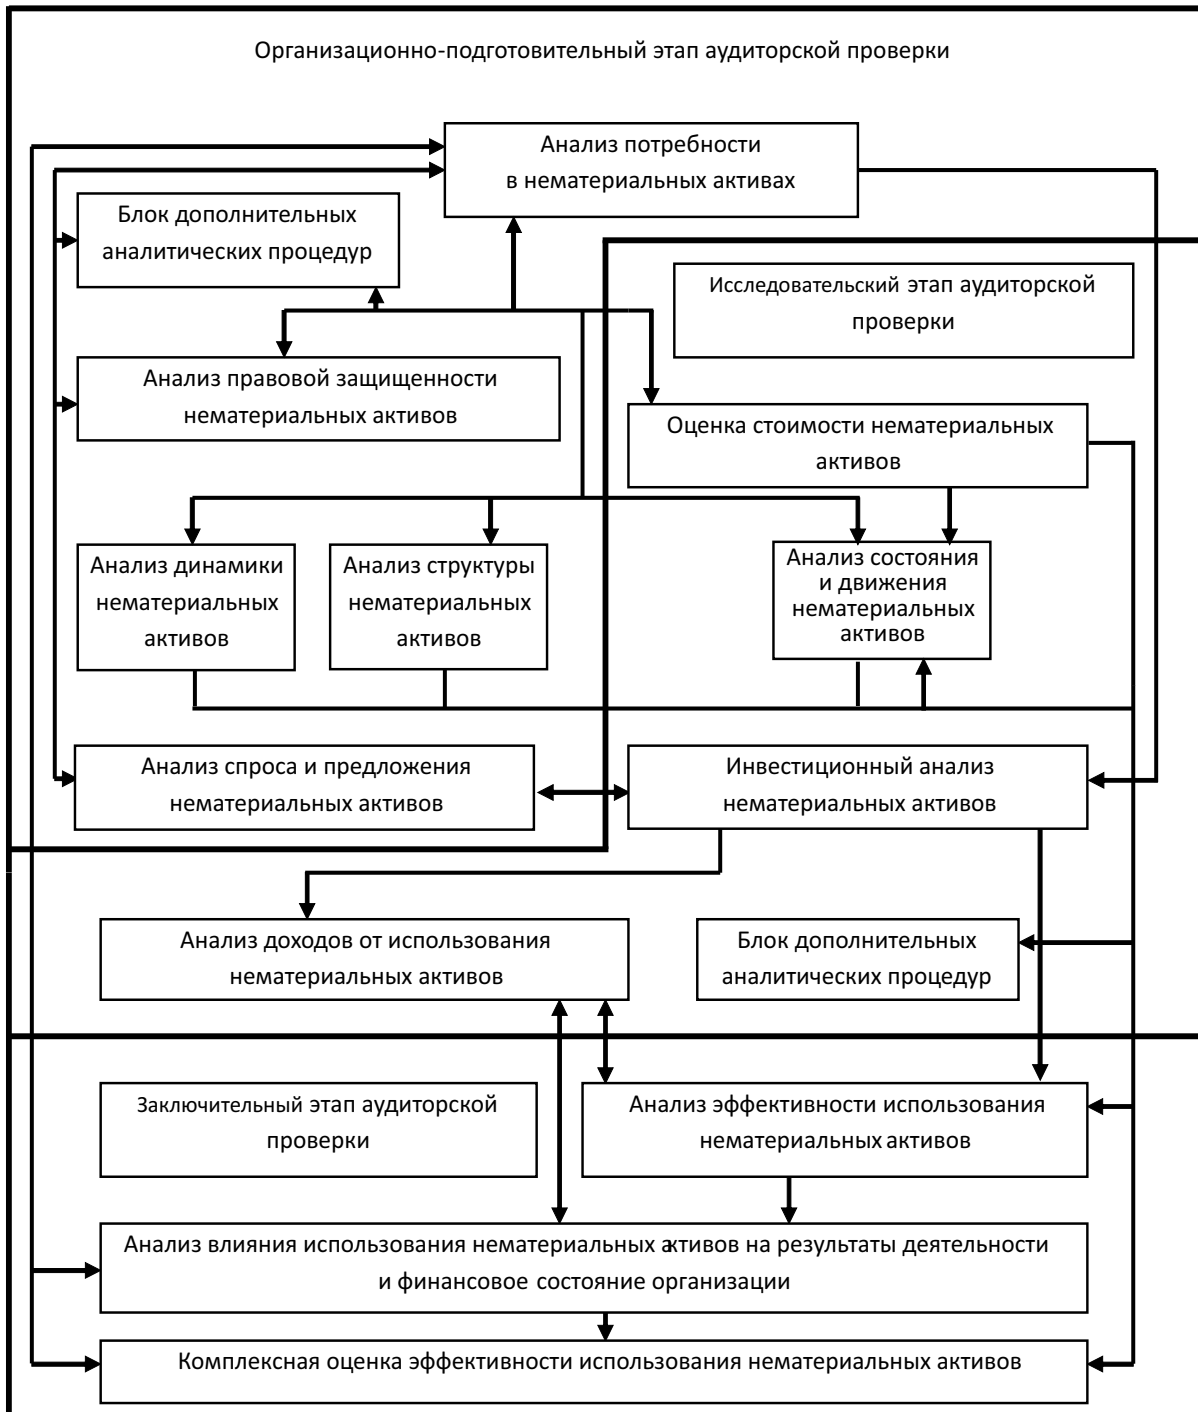 Организационно-подготовительный этап аудиторской проверки
Анализ потребности
в нематериальных активах
Блок дополнительных
аналитических процедур
Исследовательский этап аудиторской
проверки
Анализ правовой защищенности
нематериальных активов
Оценка стоимости нематериальных
активов
Анализ динамики
нематериальных
активов
Анализ структуры
нематериальных
активов
Анализ состояния
и движения
нематериальных
активов
Анализ спроса и предложения
нематериальных активов
Инвестиционный анализ
нематериальных активов
Анализ доходов от использования
нематериальных активов
Блок дополнительных
аналитических процедур
Заключительный этап аудиторской
проверки
Анализ эффективности использования
нематериальных активов
Анализ влияния использования нематериальных активов на результаты деятельности
и финансовое состояние организации
Комплексная оценка эффективности использования нематериальных активов